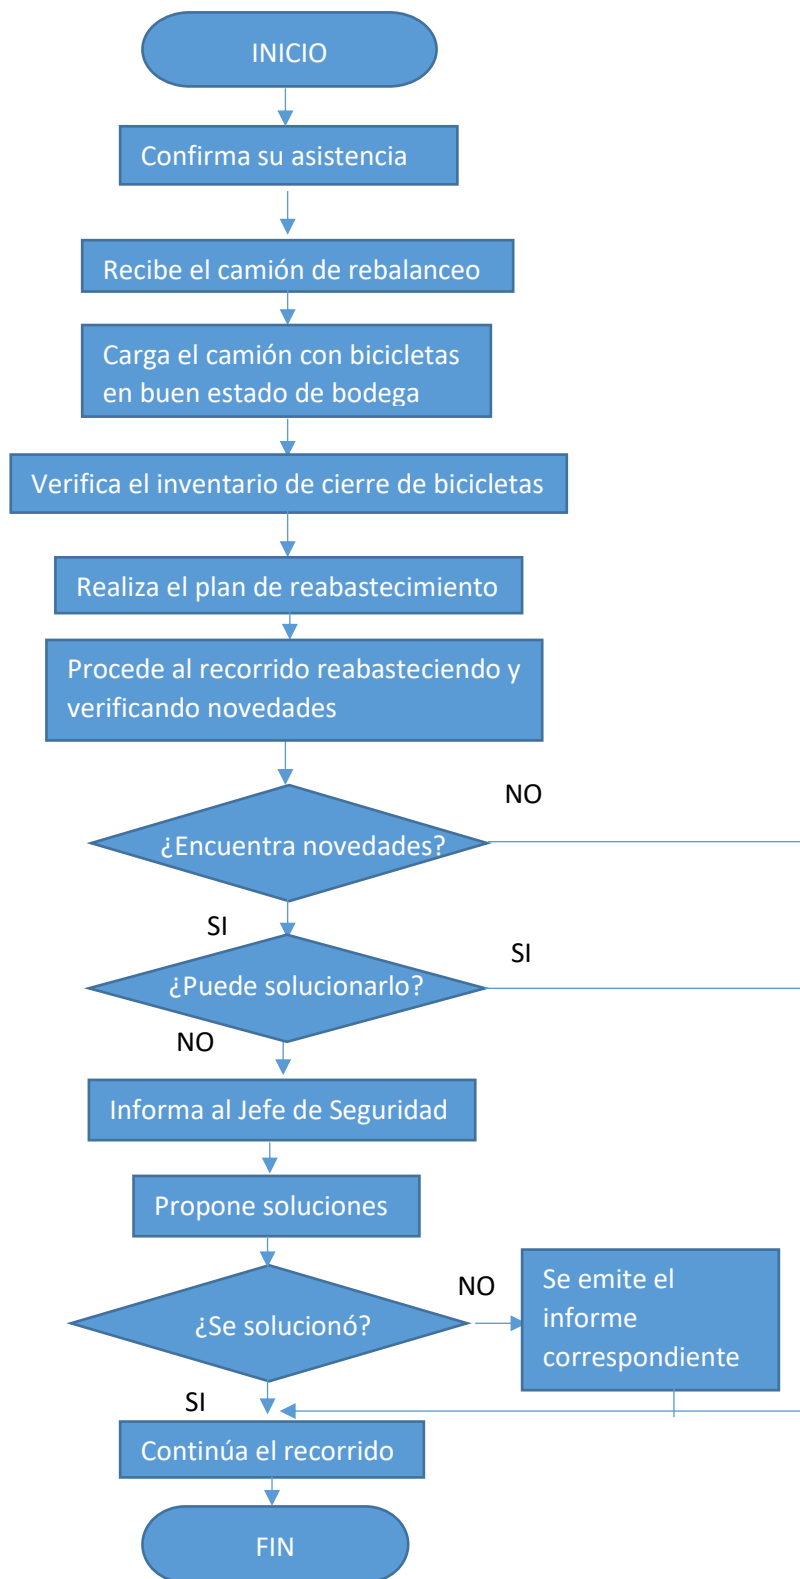 INICIO
Confirma su asistencia
Recibe el camión de rebalanceo
Carga el camión con bicicletas
en buen estado de bodega
Verifica el inventario de cierre de bicicletas
Realiza el plan de reabastecimiento
Procede al recorrido reabasteciendo y
verificando novedades
NO
¿Encuentra novedades?
SI
SI
¿Puede solucionarlo?
NO
Informa al Jefe de Seguridad
Propone soluciones
NO
Se emite el
informe
correspondiente
¿Se solucionó?
SI
Continúa el recorrido
FIN